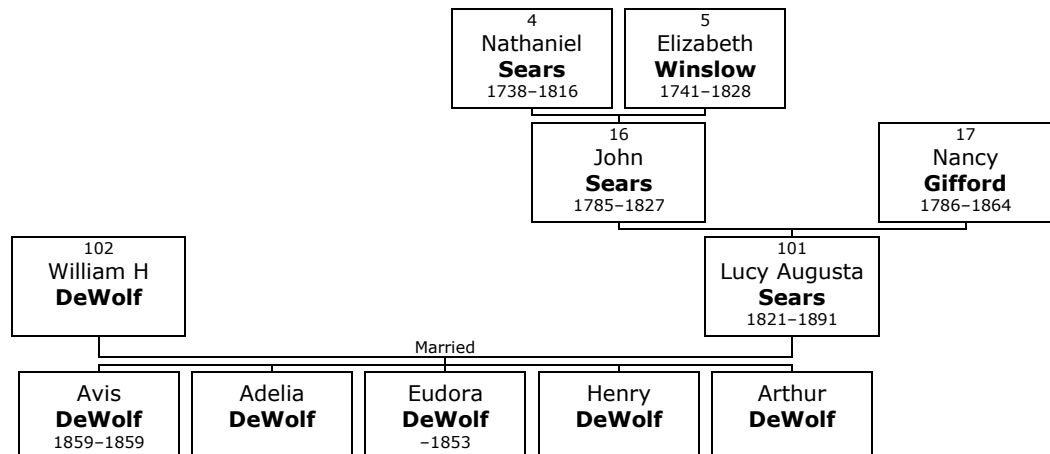 4
Nathaniel
Sears
1738–1816
5
Elizabeth
Winslow
1741–1828
16
John
Sears
1785–1827
17
Nancy
Gifford
1786–1864
102
William H
DeWolf
101
Lucy Augusta
Sears
1821–1891
Married
Avis
DeWolf
1859–1859
Adelia
DeWolf
Eudora
DeWolf
–1853
Henry
DeWolf
Arthur
DeWolf